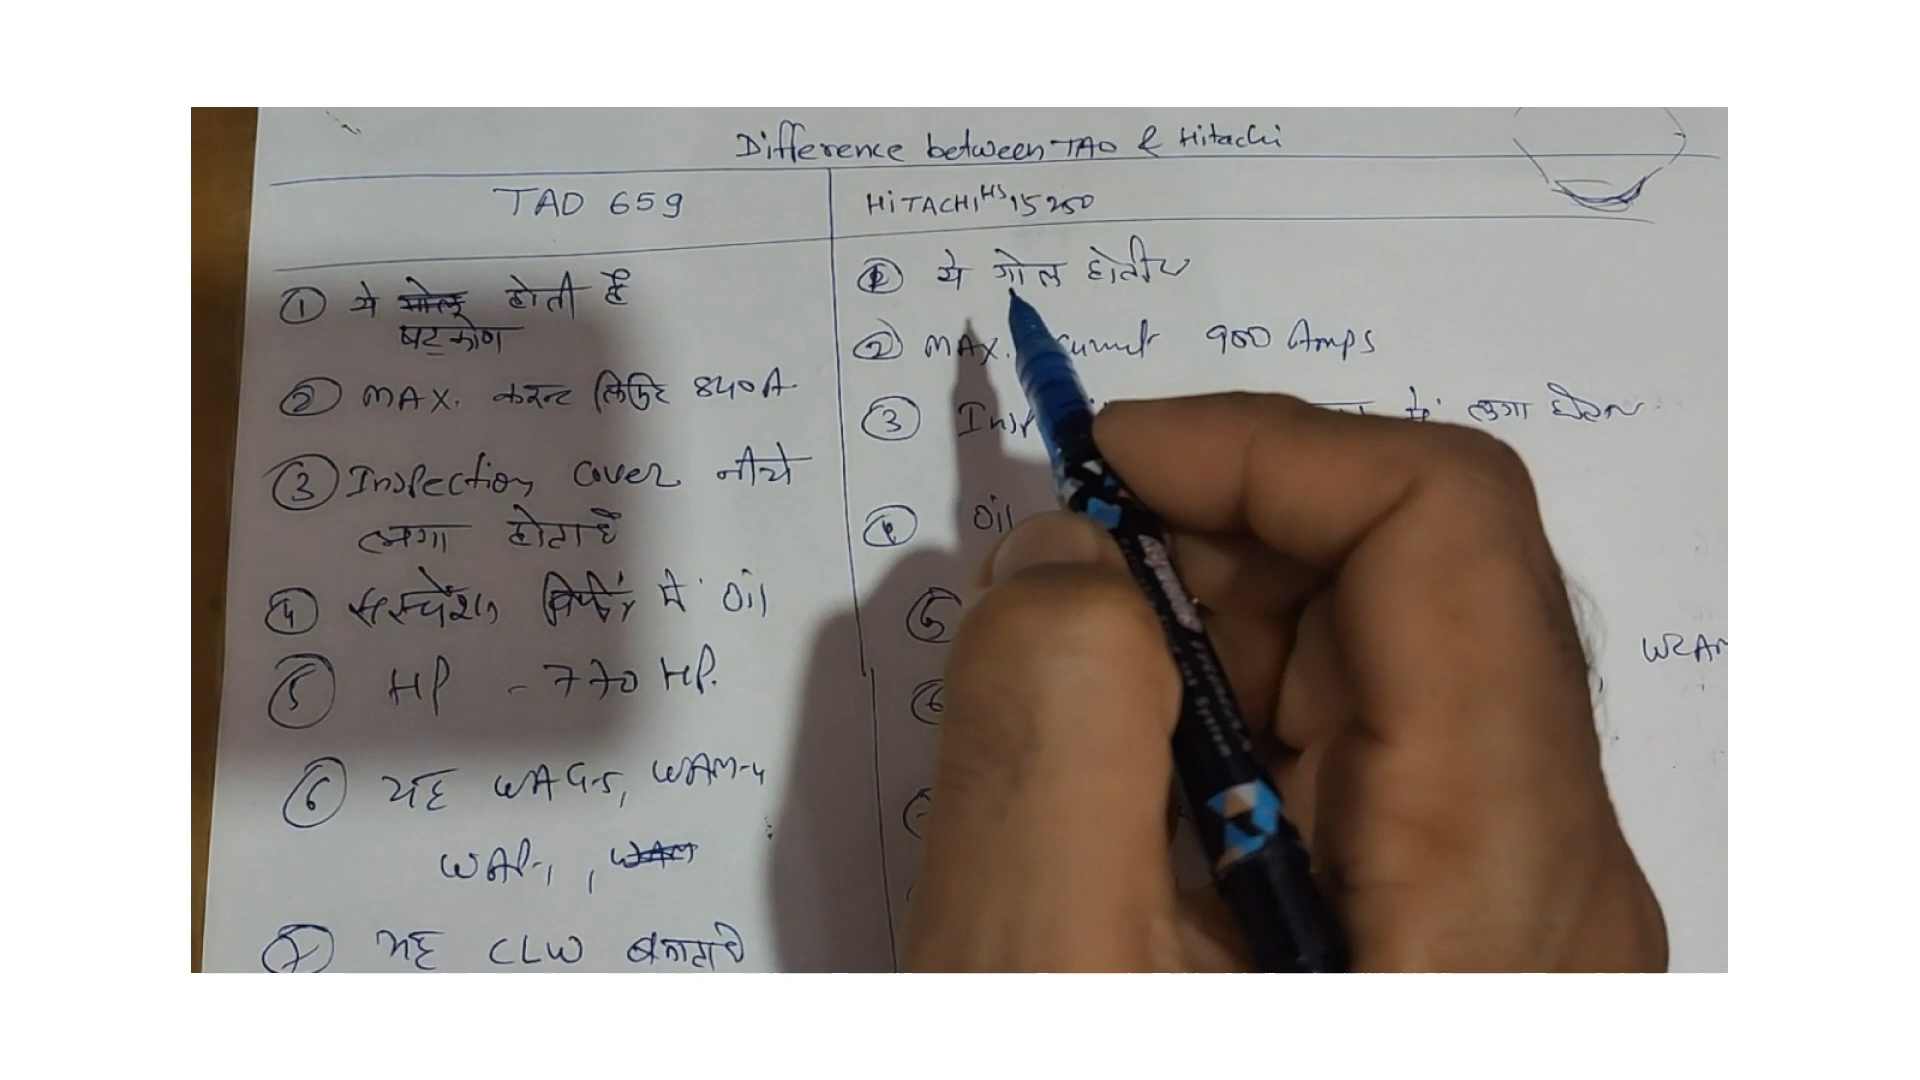 Difference between TAO & Hitachi
TAO 659
HiTACHI HS 15250
① ये होती है
षट्कोण
② MAX. करन्ट लिमिट 840A.
③ Inspection cover नीचे
लगा होता है
④ सस्पेंशन में Oil
⑤ HP - 770 HP.
⑥ यह WAG-5, WAM-4
WAP-1,
⑦ यह CLW बनाता है
① ये गोल होती है
② MAX. current 900 Amps
③ में लगा होता
④ Oil
⑤
⑥
WAM